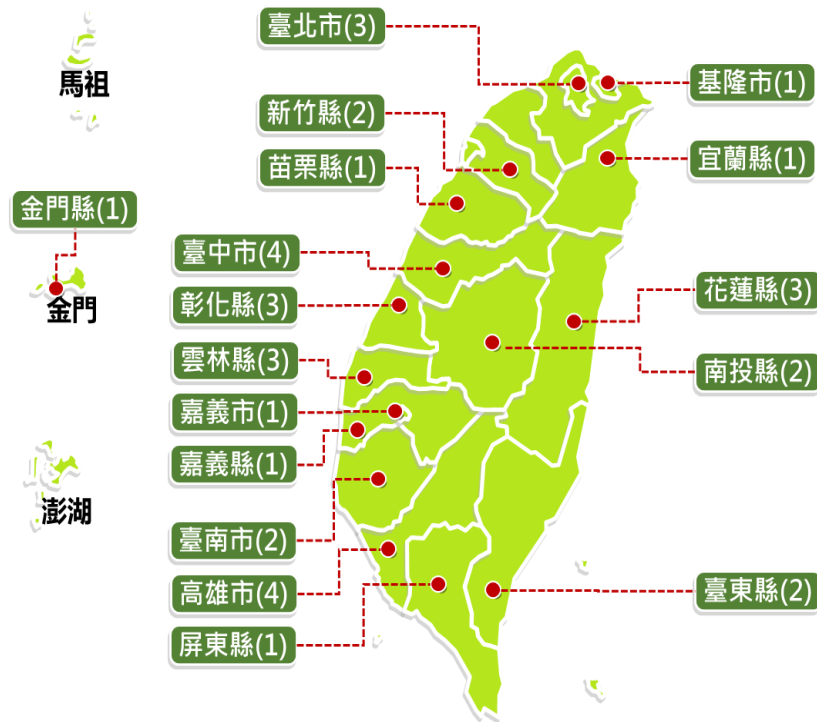 臺北市(3)
馬祖
基隆市(1)
新竹縣(2)
宜蘭縣(1)
苗栗縣(1)
金門縣(1)
臺中市(4)
金門
彰化縣(3)
花蓮縣(3)
雲林縣(3)
南投縣(2)
嘉義市(1)
嘉義縣(1)
澎湖
臺南市(2)
高雄市(4)
臺東縣(2)
屏東縣(1)